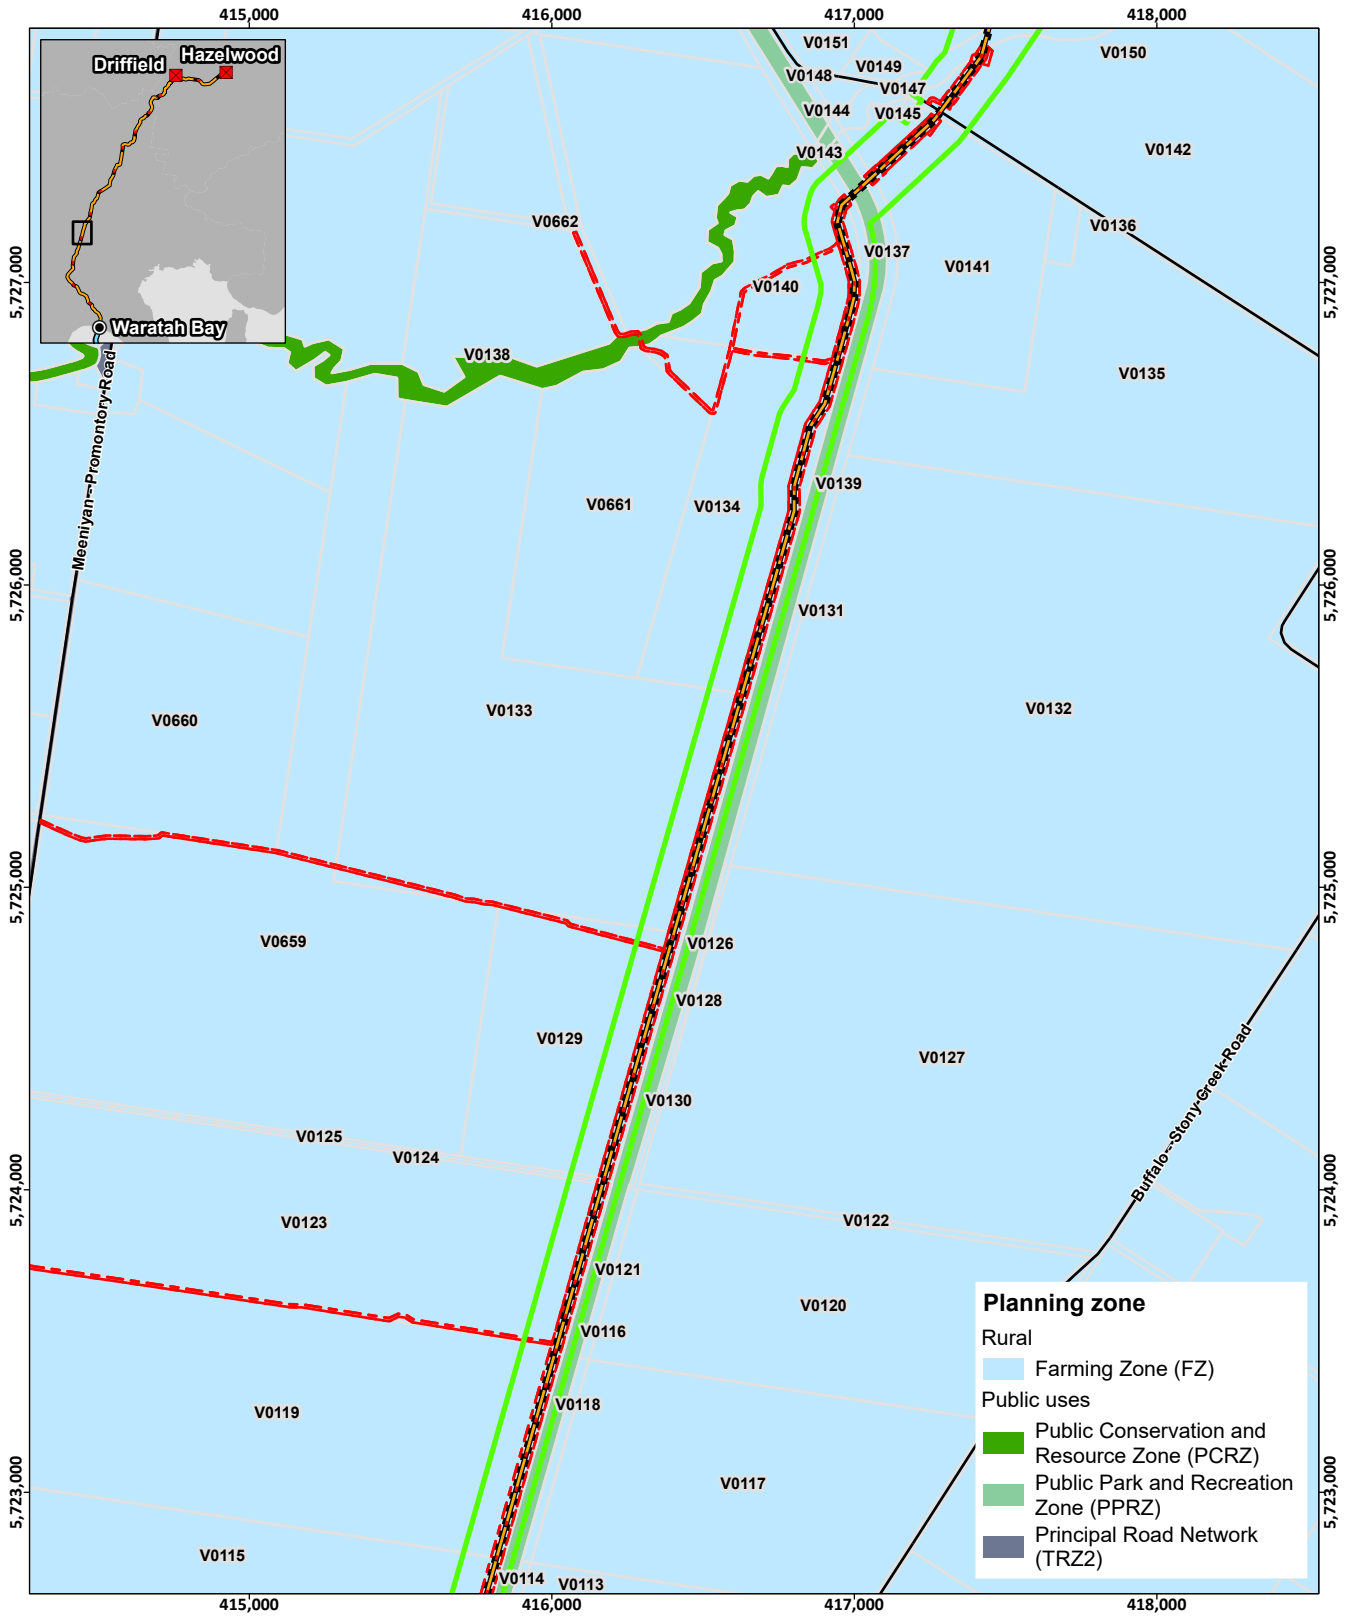 415,000
416,000
417,000
418,000
Driffield
Hazelwood
Waratah Bay
V0151
V0150
V0149
V0148
V0147
V0144
V0145
V0143
V0142
V0662
V0136
V0137
V0141
V0140
5,727,000
5,727,000
V0138
V0135
Meeniyan--Promontory-Road
V0139
V0661
V0134
5,726,000
5,726,000
V0131
V0133
V0132
V0660
5,725,000
5,725,000
V0659
V0126
V0128
V0129
V0127
V0130
Buffalo--Stony-Creek-Road
V0125
V0124
5,724,000
5,724,000
V0123
V0122
V0121
V0120
V0116
V0118
V0119
V0117
5,723,000
5,723,000
V0115
V0114
V0113
Planning zone
Rural
Farming Zone (FZ)
Public uses
Public Conservation and
Resource Zone (PCRZ)
Public Park and Recreation
Zone (PPRZ)
Principal Road Network
(TRZ2)
415,000
416,000
417,000
418,000